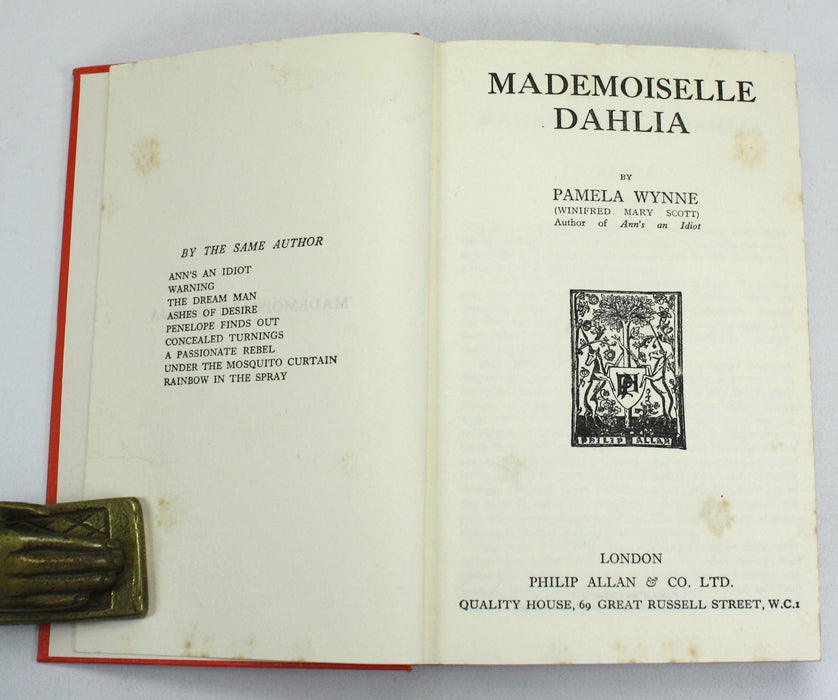 BY THE SAME AUTHOR
ANN'S AN IDIOT
WARNING
THE DREAM MAN
ASHES OF DESIRE
PENELOPE FINDS OUT
CONCEALED TURNINGS
A PASSIONATE REBEL
UNDER THE MOSQUITO CURTAIN
RAINBOW IN THE SPRAY
MADEMOISELLE
DAHLIA
BY
PAMELA WYNNE
(WINIFRED MARY SCOTT)
Author of Ann's an Idiot
PHILIP ALLAN
LONDON
PHILIP ALLAN & CO. LTD.
QUALITY HOUSE, 69 GREAT RUSSELL STREET, W.C.1